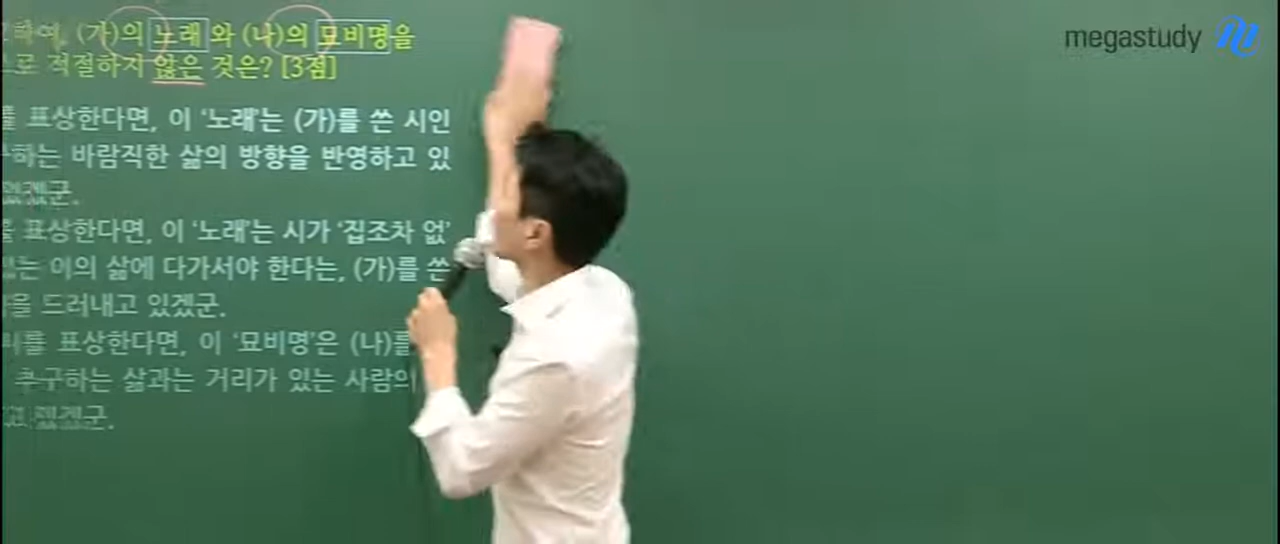 (가)의 노래 와 (나)의 묘비명을
로 적절하지 않은 것은? [3점]
표상한다면, 이 ‘노래’는 (가)를 쓴 시인
하는 바람직한 삶의 방향을 반영하고 있
겠군.
표상한다면, 이 ‘노래’는 시가 ‘집조차 없’
는 이의 삶에 다가서야 한다는, (가)를 쓴
을 드러내고 있겠군.
를 표상한다면, 이 ‘묘비명’은 (나)를
추구하는 삶과는 거리가 있는 사람의
겠군.
megastudy